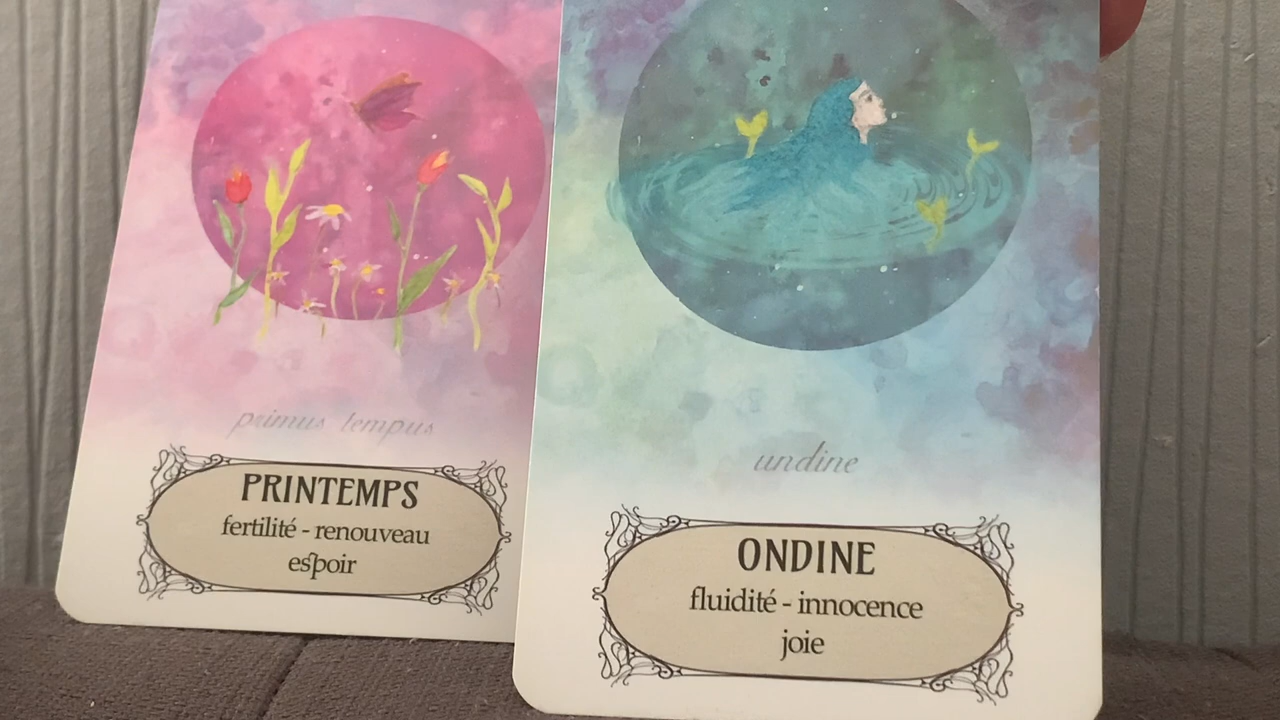 primus tempus
PRINTEMPS
fertilité - renouveau
espoir
undine
ONDINE
fluidité - innocence
joie